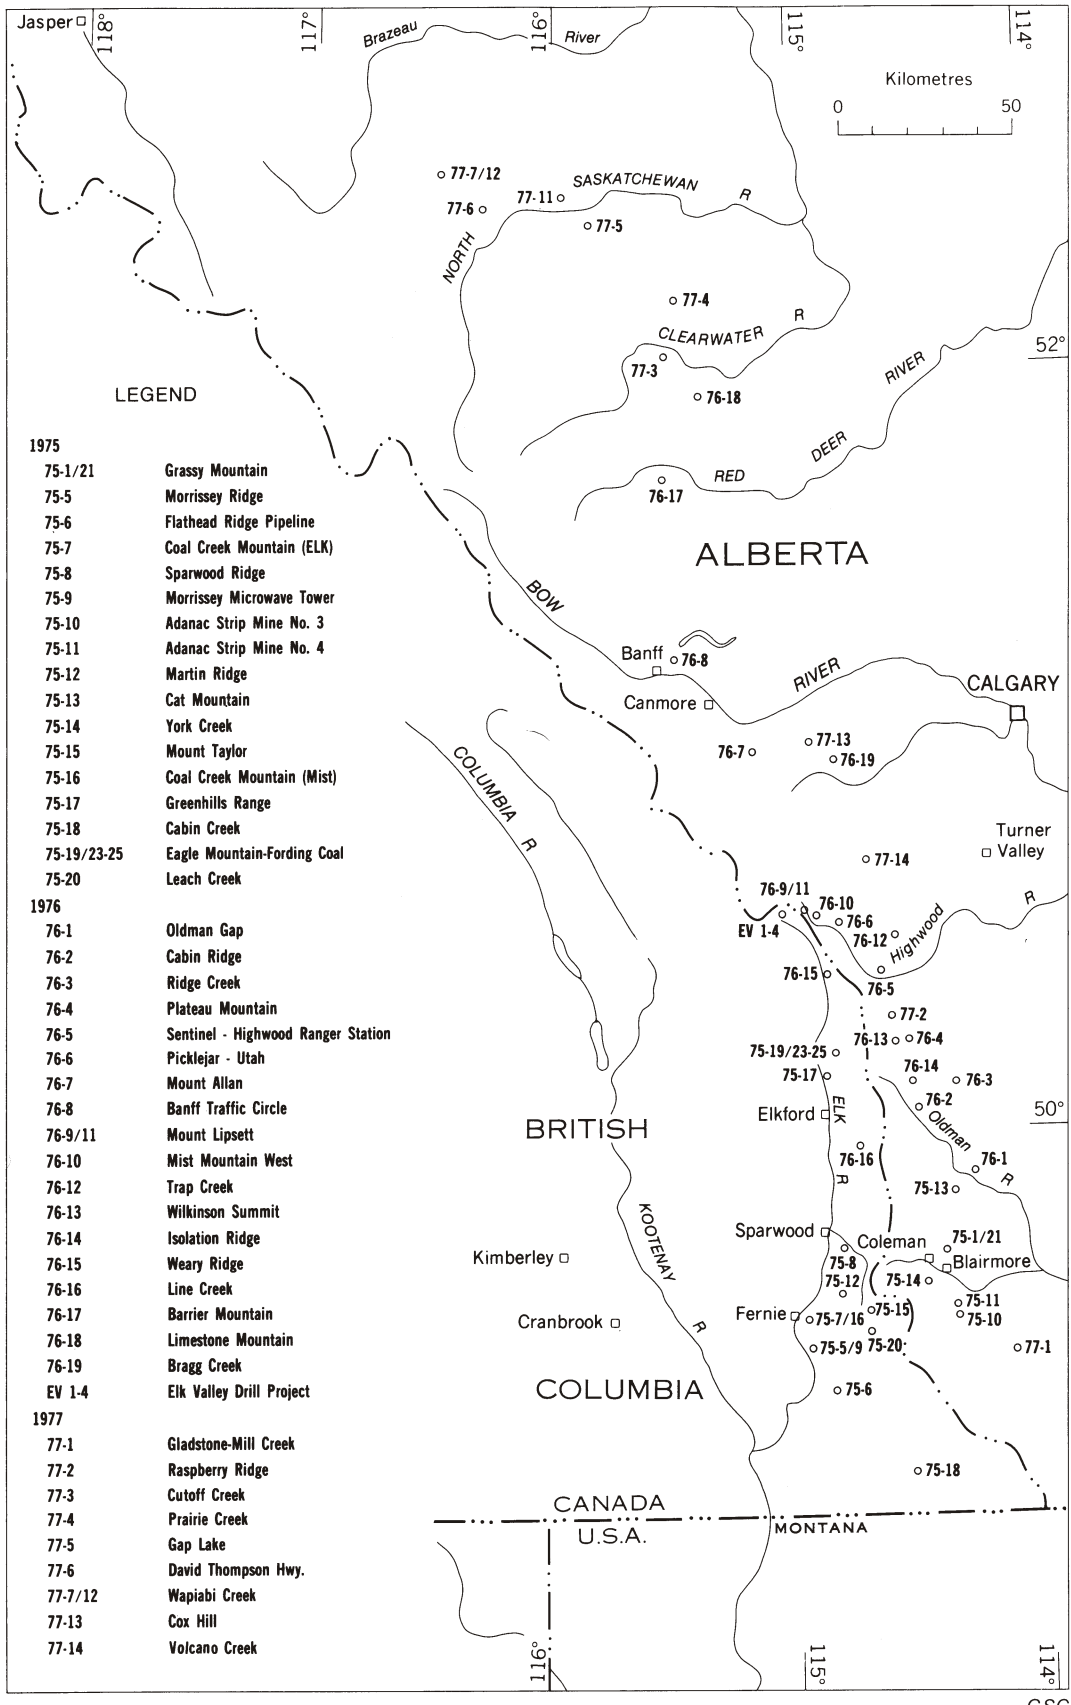 Jasper
118°
117°
116°
115°
114°
Brazeau River
Kilometres
0 50
77-7/12
77-11
SASKATCHEWAN R
77-6
77-5
NORTH
77-4
CLEARWATER R
52°
77-3
76-18
RIVER
DEER
RED
76-17
LEGEND
1975
75-1/21 Grassy Mountain
75-5 Morrissey Ridge
75-6 Flathead Ridge Pipeline
75-7 Coal Creek Mountain (ELK)
75-8 Sparwood Ridge
75-9 Morrissey Microwave Tower
75-10 Adanac Strip Mine No. 3
75-11 Adanac Strip Mine No. 4
75-12 Martin Ridge
75-13 Cat Mountain
75-14 York Creek
75-15 Mount Taylor
75-16 Coal Creek Mountain (Mist)
75-17 Greenhills Range
75-18 Cabin Creek
75-19/23-25 Eagle Mountain-Fording Coal
75-20 Leach Creek
1976
76-1 Oldman Gap
76-2 Cabin Ridge
76-3 Ridge Creek
76-4 Plateau Mountain
76-5 Sentinel - Highwood Ranger Station
76-6 Picklejar - Utah
76-7 Mount Allan
76-8 Banff Traffic Circle
76-9/11 Mount Lipsett
76-10 Mist Mountain West
76-12 Trap Creek
76-13 Wilkinson Summit
76-14 Isolation Ridge
76-15 Weary Ridge
76-16 Line Creek
76-17 Barrier Mountain
76-18 Limestone Mountain
76-19 Bragg Creek
EV 1-4 Elk Valley Drill Project
1977
77-1 Gladstone-Mill Creek
77-2 Raspberry Ridge
77-3 Cutoff Creek
77-4 Prairie Creek
77-5 Gap Lake
77-6 David Thompson Hwy.
77-7/12 Wapiabi Creek
77-13 Cox Hill
77-14 Volcano Creek
ALBERTA
BOW
Banff
76-8
RIVER
CALGARY
Canmore
76-7
77-13
76-19
COLUMBIA R
Turner
Valley
77-14
76-9/11
76-10
76-6
R
EV 1-4
76-12
Highwood
76-15
76-5
77-2
76-13
76-4
75-19/23-25
76-14
75-17
76-3
76-2
Elkford
ELK
50°
BRITISH
Oldman
76-16
76-1
R
R
75-13
KOOTENAY
Sparwood
Coleman
75-1/21
Kimberley
75-8
Blairmore
75-12
75-14
75-11
Fernie
75-7/16
75-15
75-10
Cranbrook
R
75-5/9
75-20
77-1
COLUMBIA
75-6
75-18
CANADA
U.S.A.
MONTANA
116°
115°
114°